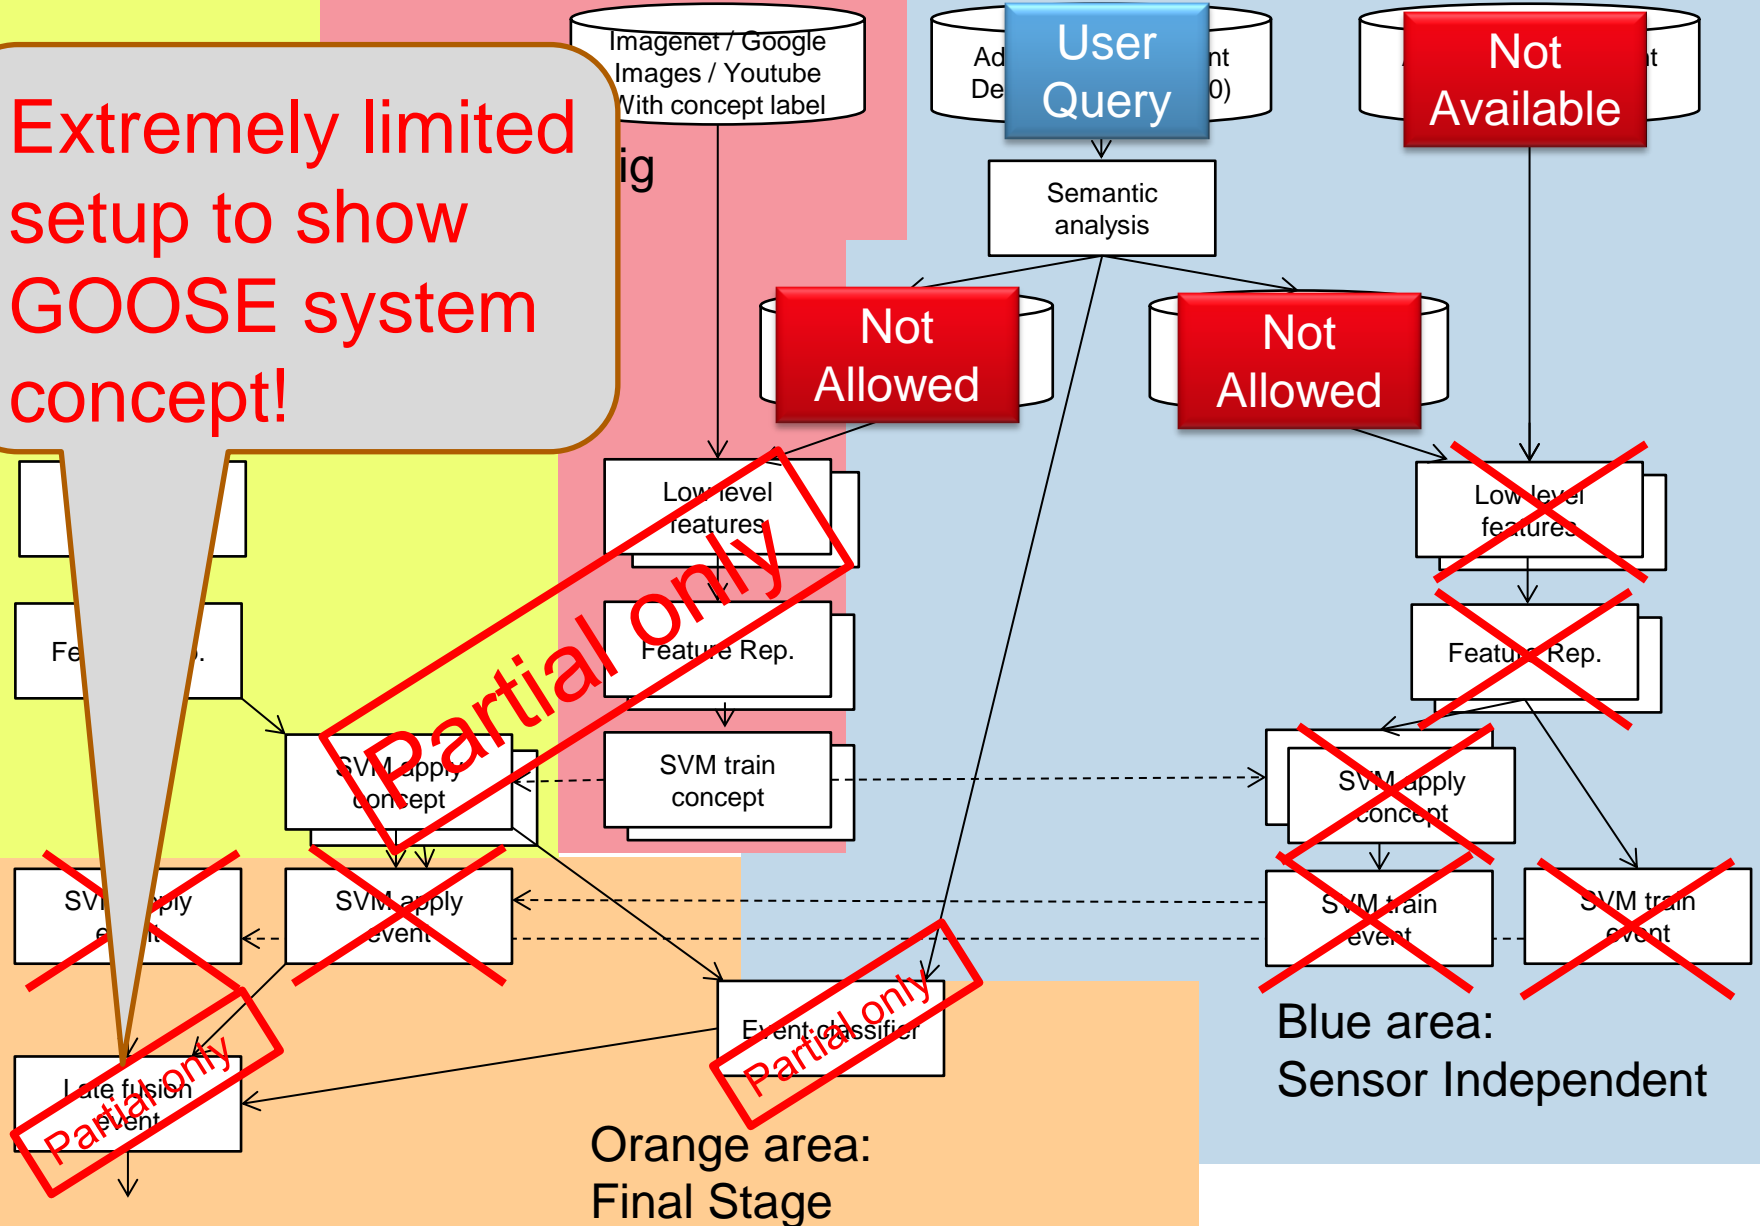 Imagenet / Google
Images / Youtube
With concept label
User
Query
Not
Available
Extremely limited
setup to show
GOOSE system
concept!
Semantic
analysis
Not
Allowed
Not
Allowed
Low level
features
Low level
features
Partial only
Feature Rep.
Feature Rep.
SVM apply
concept
SVM train
concept
SVM apply
concept
SVM apply
event
SVM apply
event
SVM train
event
SVM train
event
Event classifier
Partial only
Late fusion
event
Partial only
Blue area:
Sensor Independent
Orange area:
Final Stage